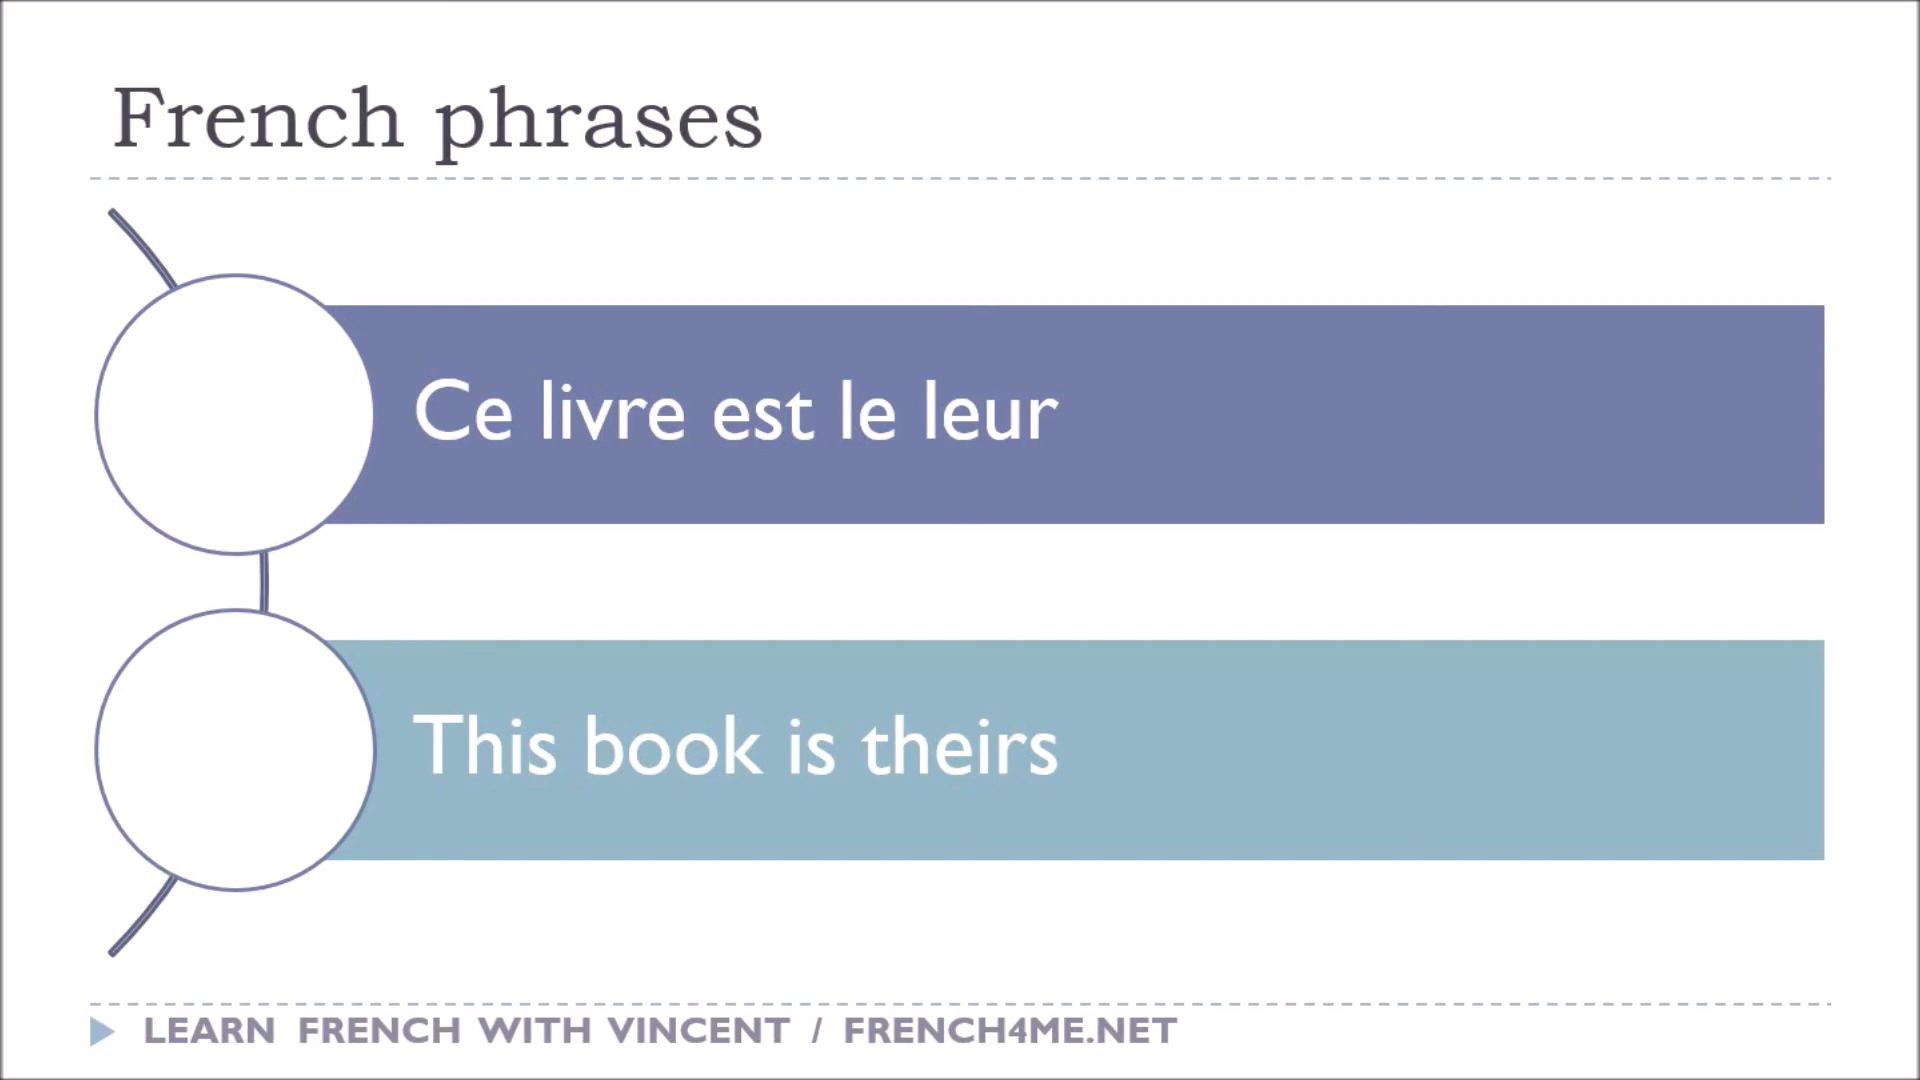 French phrases
Ce livre est le leur
This book is theirs
LEARN FRENCH WITH VINCENT / FRENCH4ME.NET